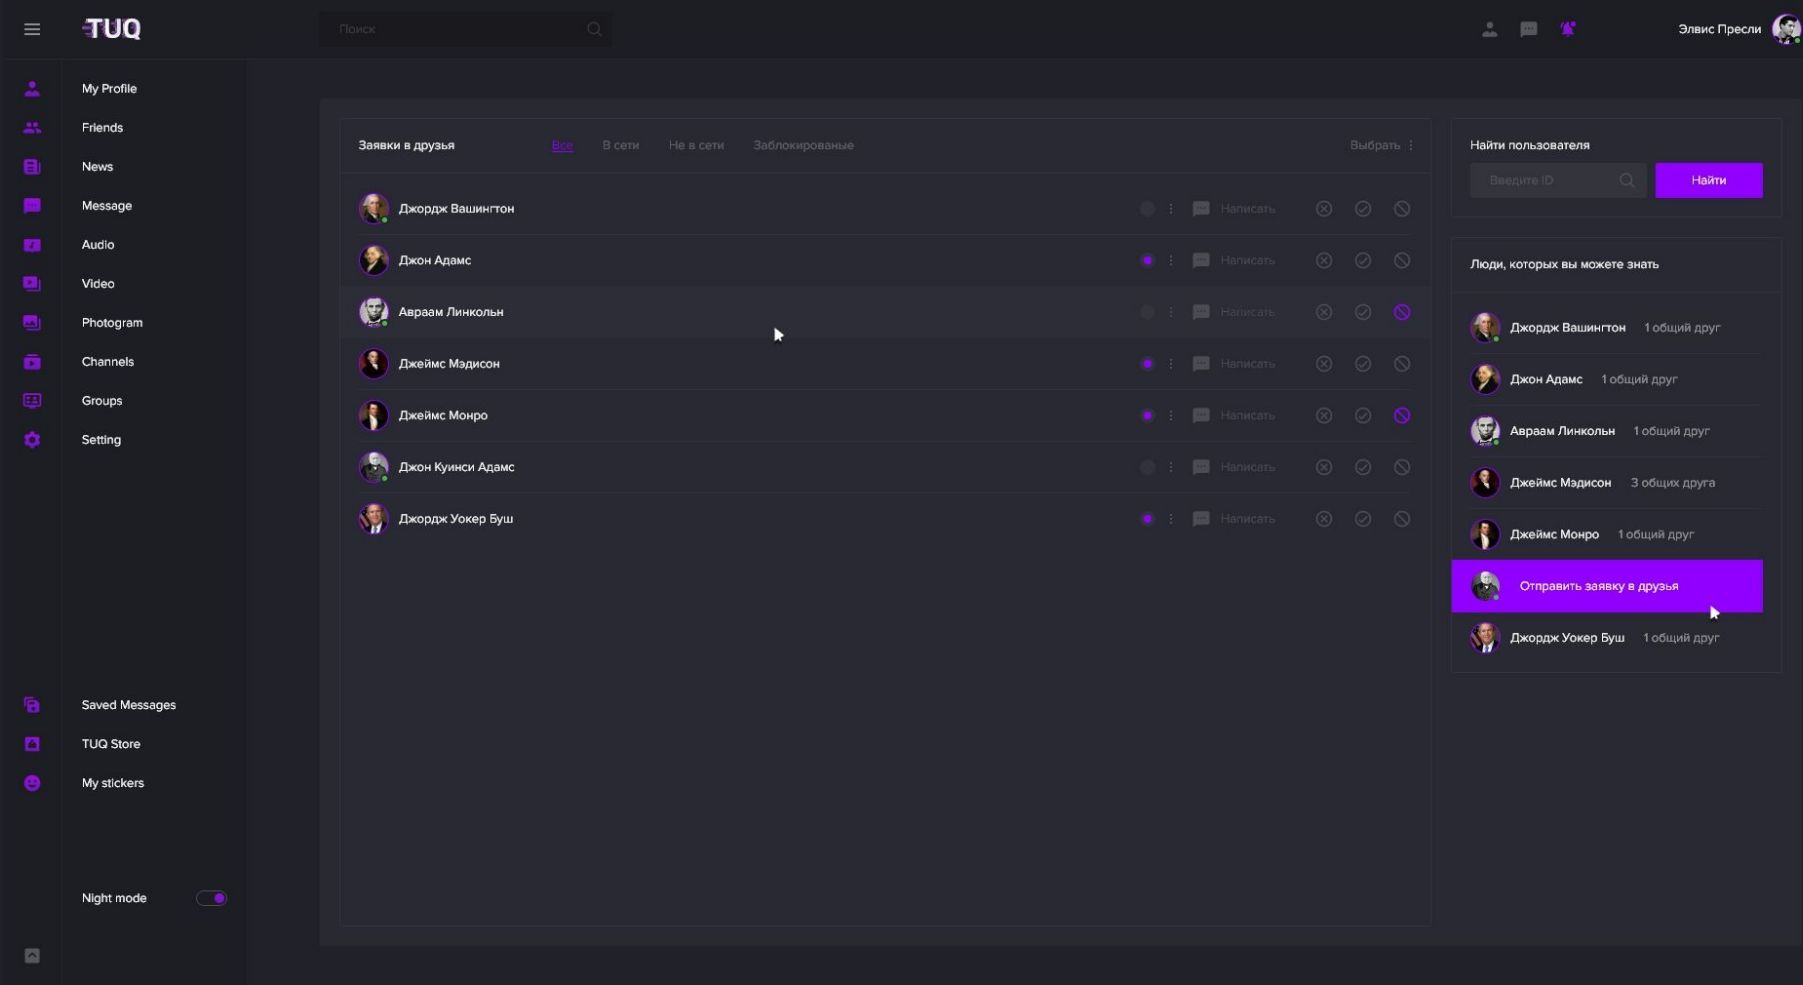 TUQ
Поиск
Элвис Пресли
My Profile
Friends
News
Message
Audio
Video
Photogram
Channels
Groups
Setting
Saved Messages
TUQ Store
My stickers
Night mode
Заявки в друзья Все В сети Не в сети Заблокированые Выбрать
Джордж Вашингтон Написать
Джон Адамс Написать
Авраам Линкольн Написать
Джеймс Мэдисон Написать
Джеймс Монро Написать
Джон Куинси Адамс Написать
Джордж Уокер Буш Написать
Найти пользователя
Введите ID Найти
Люди, которых вы можете знать
Джордж Вашингтон 1 общий друг
Джон Адамс 1 общий друг
Авраам Линкольн 1 общий друг
Джеймс Мэдисон 3 общих друга
Джеймс Монро 1 общий друг
Отправить заявку в друзья
Джордж Уокер Буш 1 общий друг